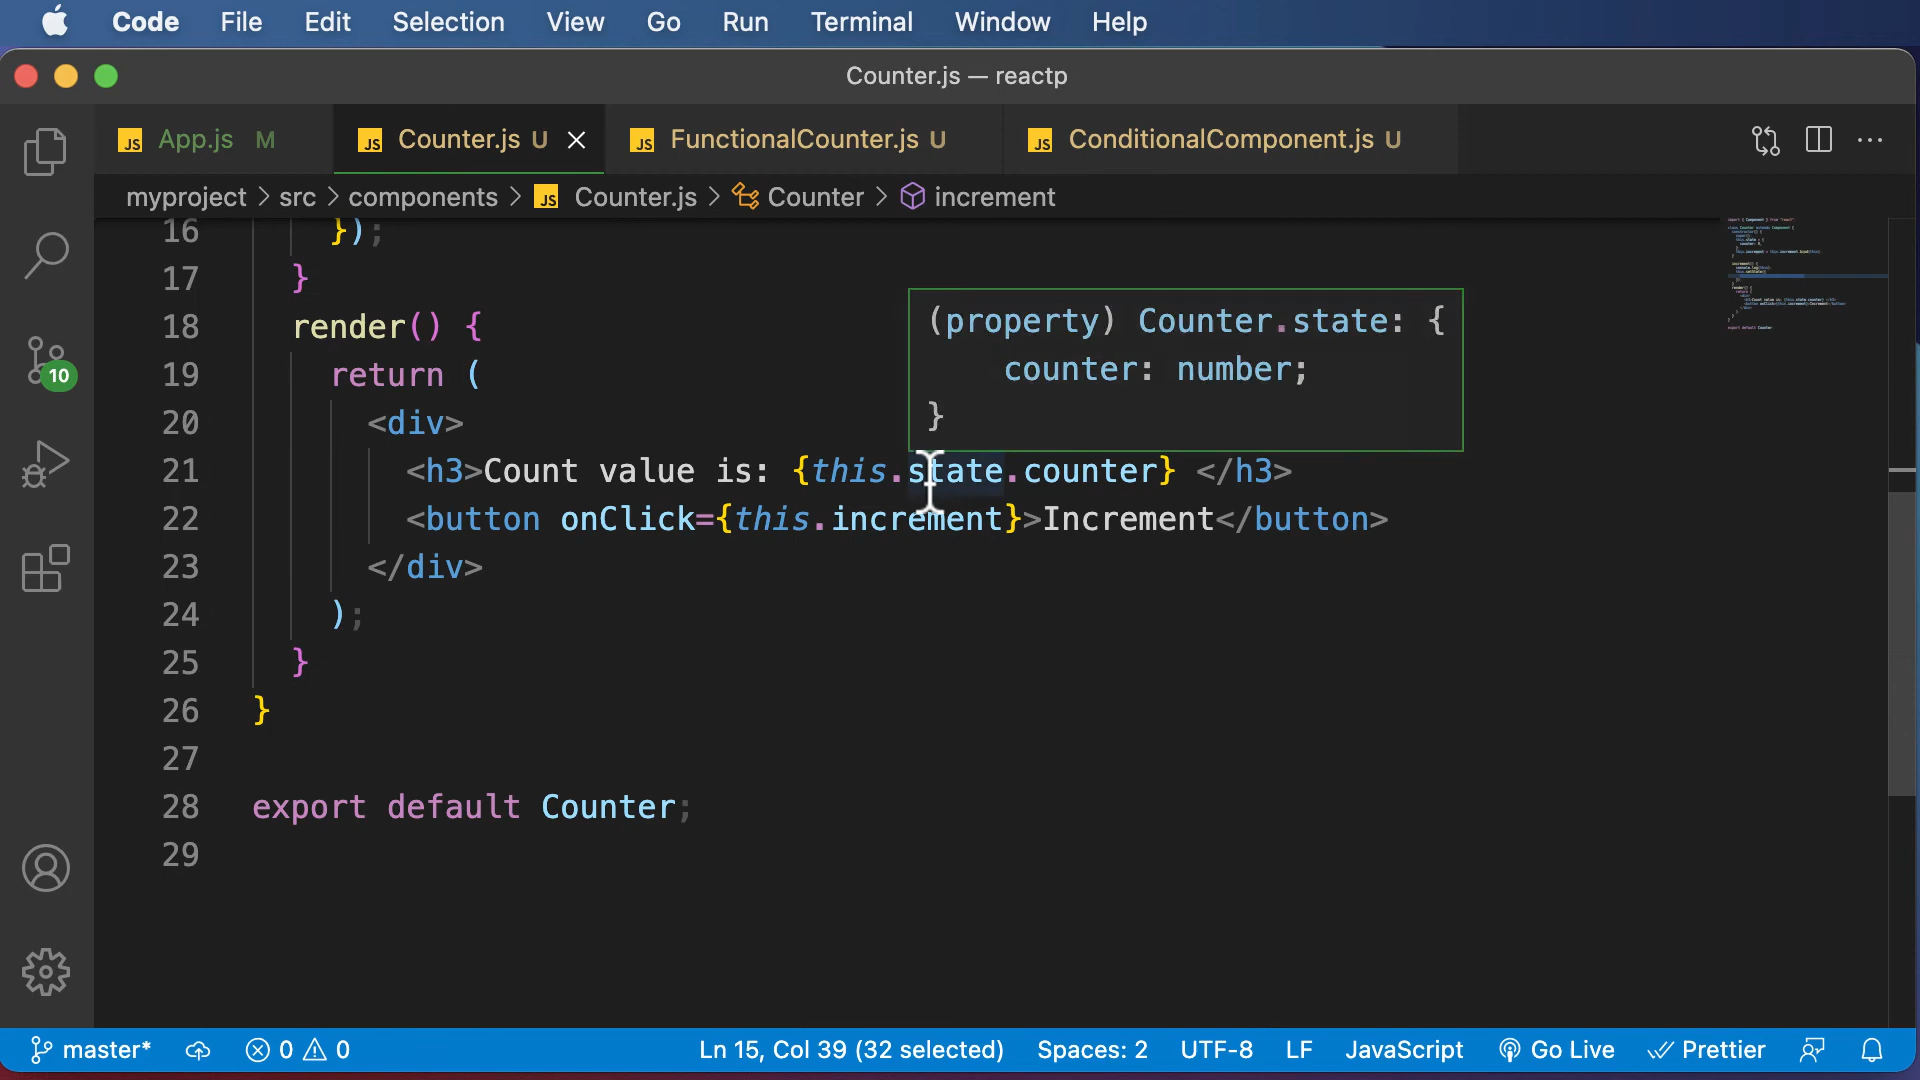 Code File Edit Selection View Go Run Terminal Window Help
Counter.js — reactp
JS App.js M JS Counter.js U JS FunctionalCounter.js U JS ConditionalComponent.js U
myproject > src > components > JS Counter.js > Counter > increment
16 });
17 }
18 render() {
19 return (
20 <div>
21 <h3>Count value is: {this.state.counter} </h3>
22 <button onClick={this.increment}>Increment</button>
23 </div>
24 );
25 }
26 }
27
28 export default Counter;
29
(property) Counter.state: {
counter: number;
}
10
master* 0 0 Ln 15, Col 39 (32 selected) Spaces: 2 UTF-8 LF JavaScript Go Live Prettier